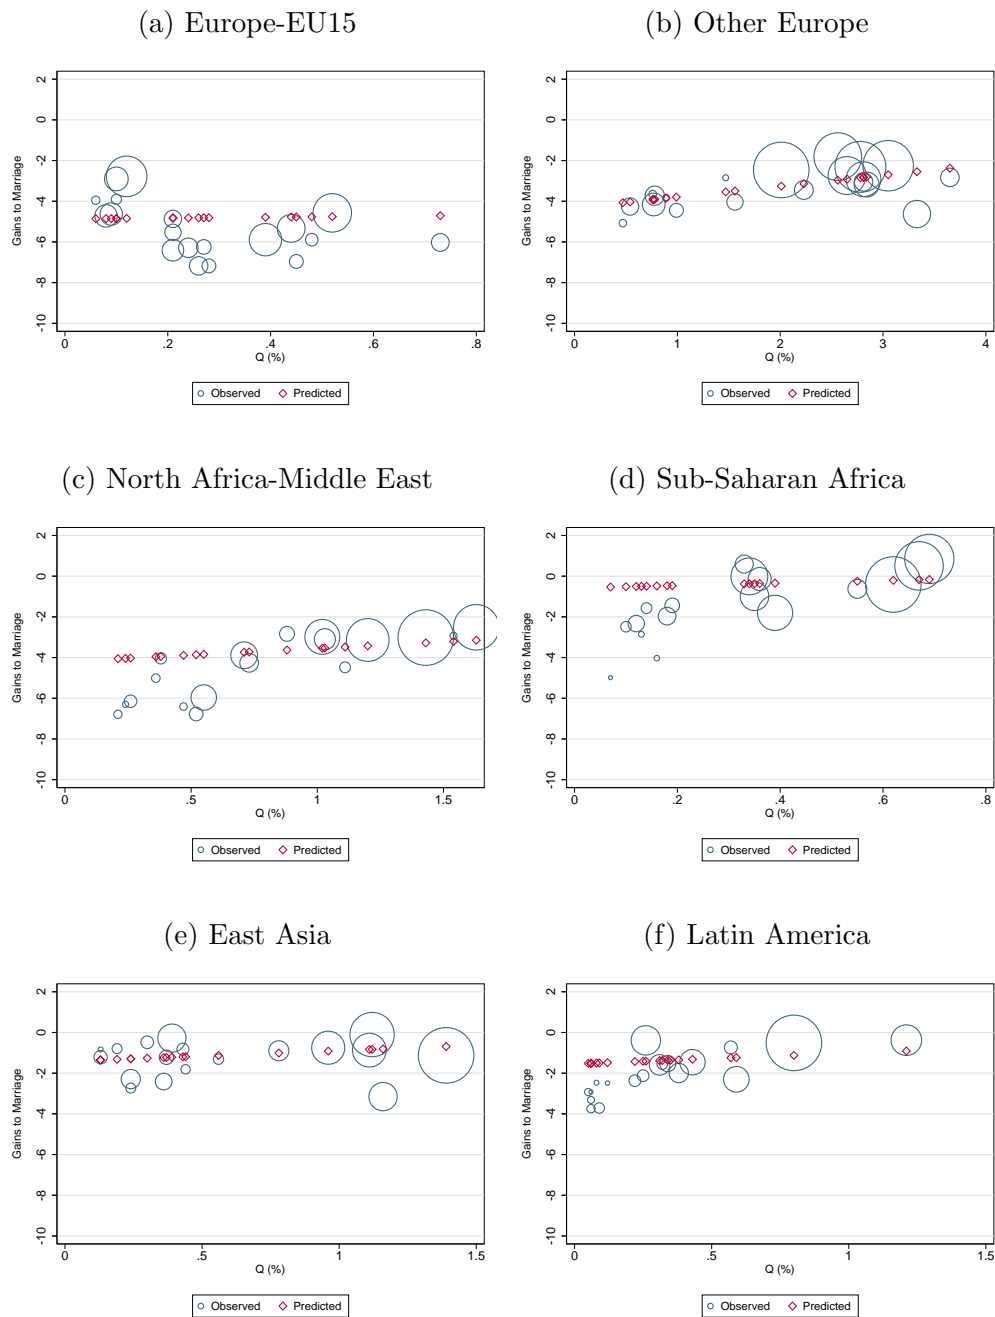 (a) Europe-EU15
(b) Other Europe
Gains to Marriage
2
0
-2
-4
-6
-8
-10
0
.2
.4
.6
.8
Q (%)
Observed
Predicted
Gains to Marriage
2
0
-2
-4
-6
-8
-10
0
1
2
3
4
Q (%)
Observed
Predicted
(c) North Africa-Middle East
(d) Sub-Saharan Africa
Gains to Marriage
2
0
-2
-4
-6
-8
-10
0
.5
1
1.5
Q (%)
Observed
Predicted
Gains to Marriage
2
0
-2
-4
-6
-8
-10
0
.2
.4
.6
.8
Q (%)
Observed
Predicted
(e) East Asia
(f) Latin America
Gains to Marriage
2
0
-2
-4
-6
-8
-10
0
.5
1
1.5
Q (%)
Observed
Predicted
Gains to Marriage
2
0
-2
-4
-6
-8
-10
0
.5
1
1.5
Q (%)
Observed
Predicted